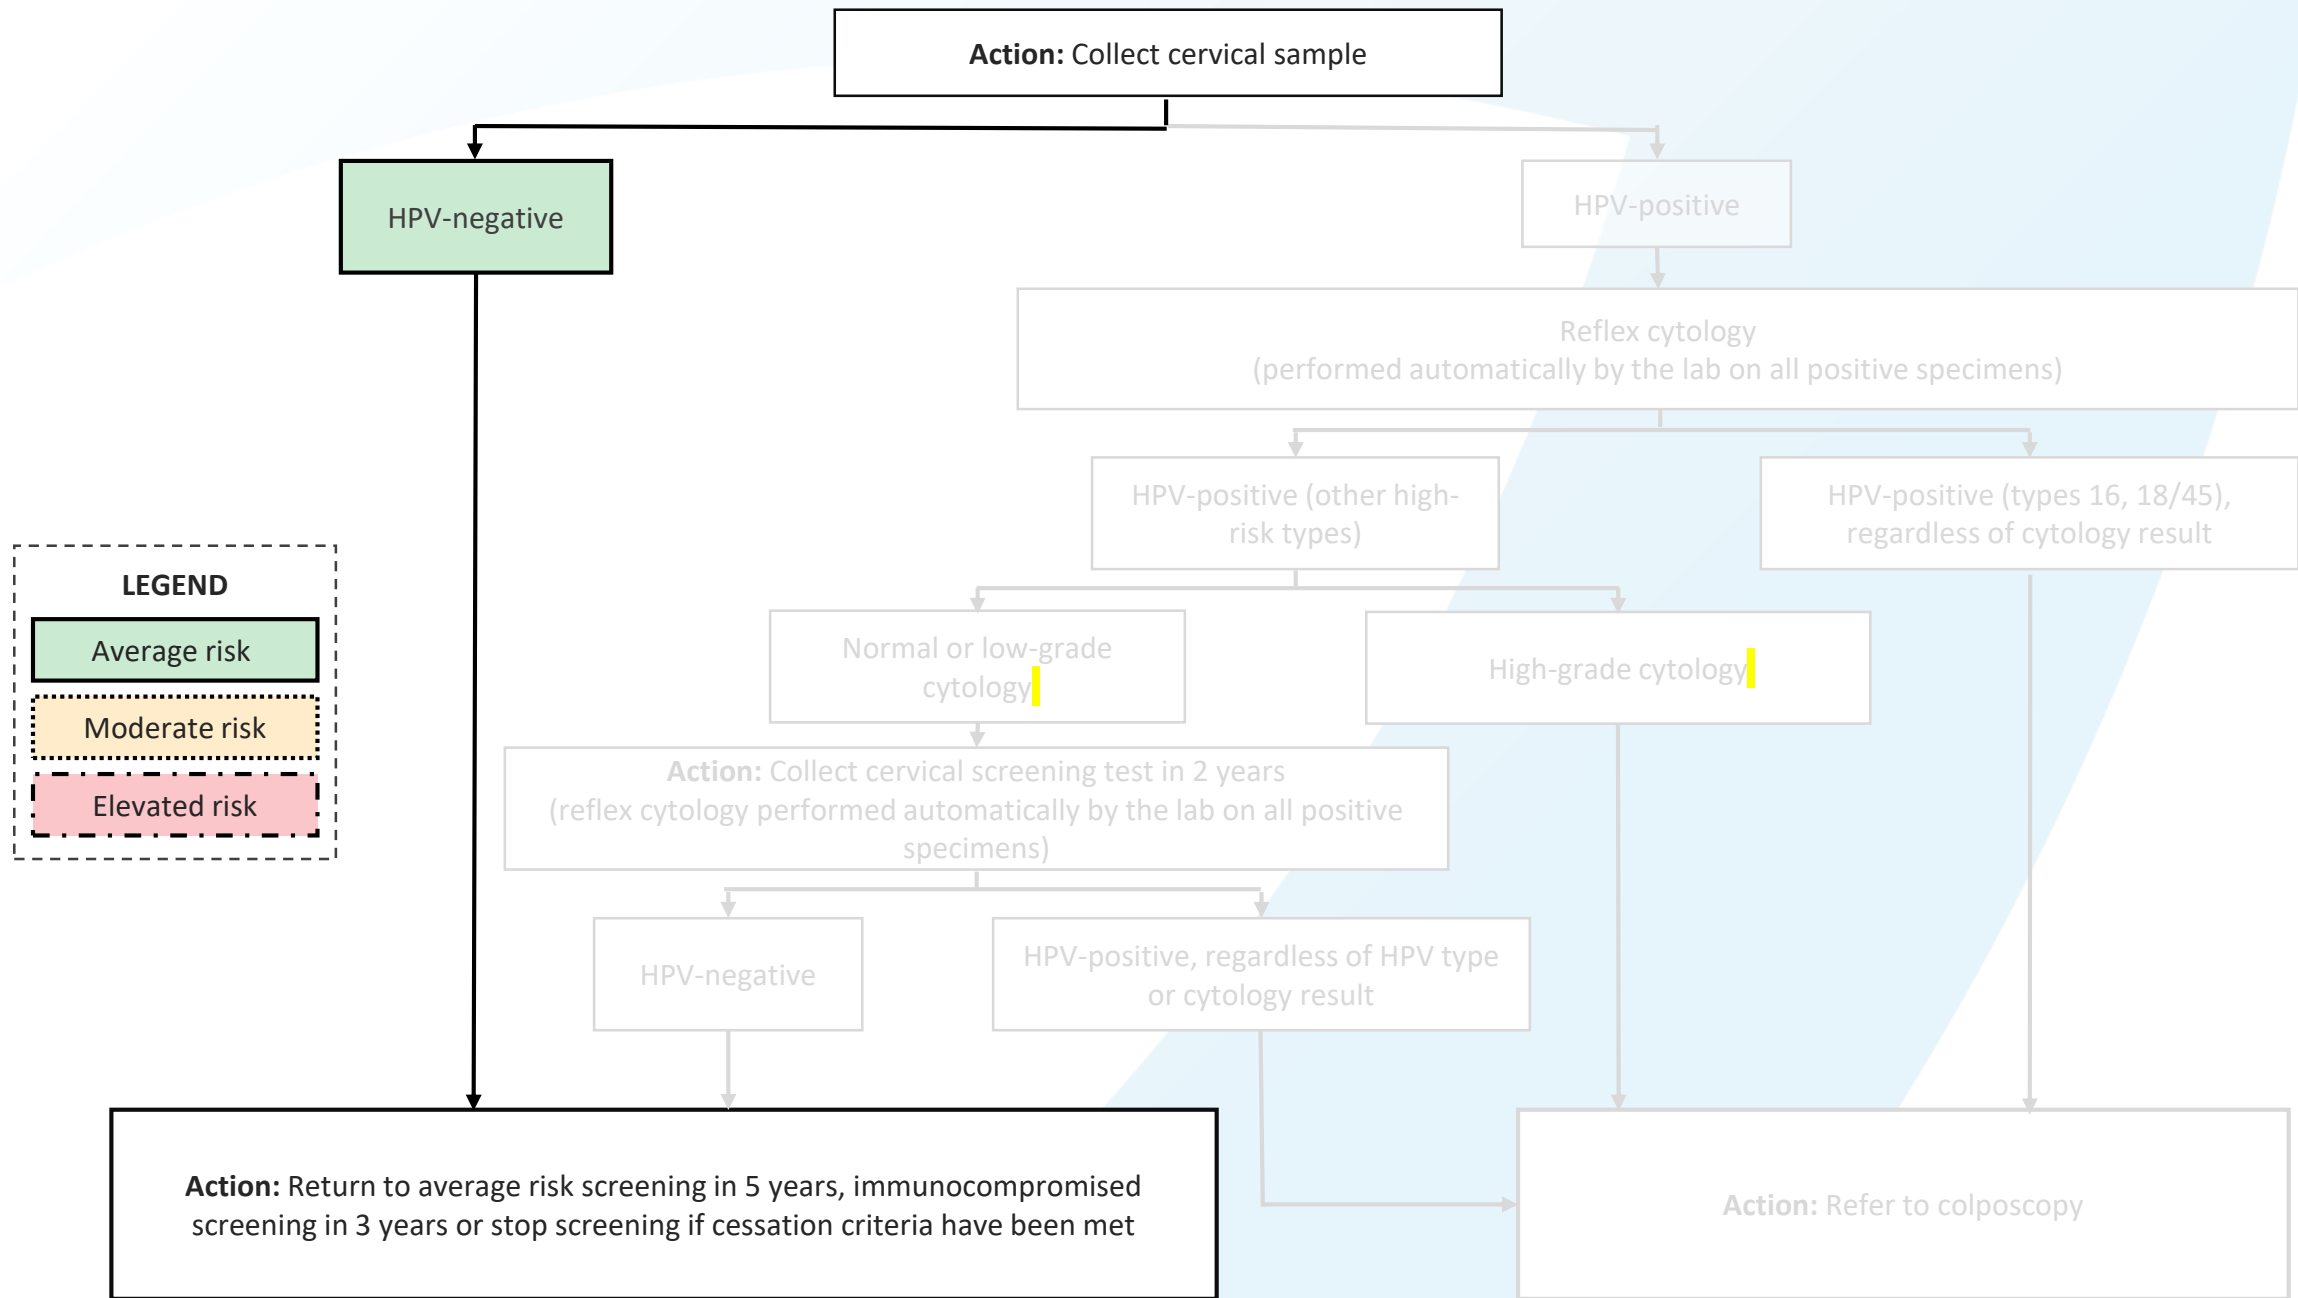 Action: Collect cervical sample
HPV-negative
HPV-positive
Reflex cytology
(performed automatically by the lab on all positive specimens)
HPV-positive (other high-
risk types)
HPV-positive (types 16, 18/45),
regardless of cytology result
LEGEND
Average risk
Moderate risk
Elevated risk
Normal or low-grade
cytology
High-grade cytology
Action: Collect cervical screening test in 2 years
(reflex cytology performed automatically by the lab on all positive
specimens)
HPV-negative
HPV-positive, regardless of HPV type
or cytology result
Action: Return to average risk screening in 5 years, immunocompromised
screening in 3 years or stop screening if cessation criteria have been met
Action: Refer to colposcopy